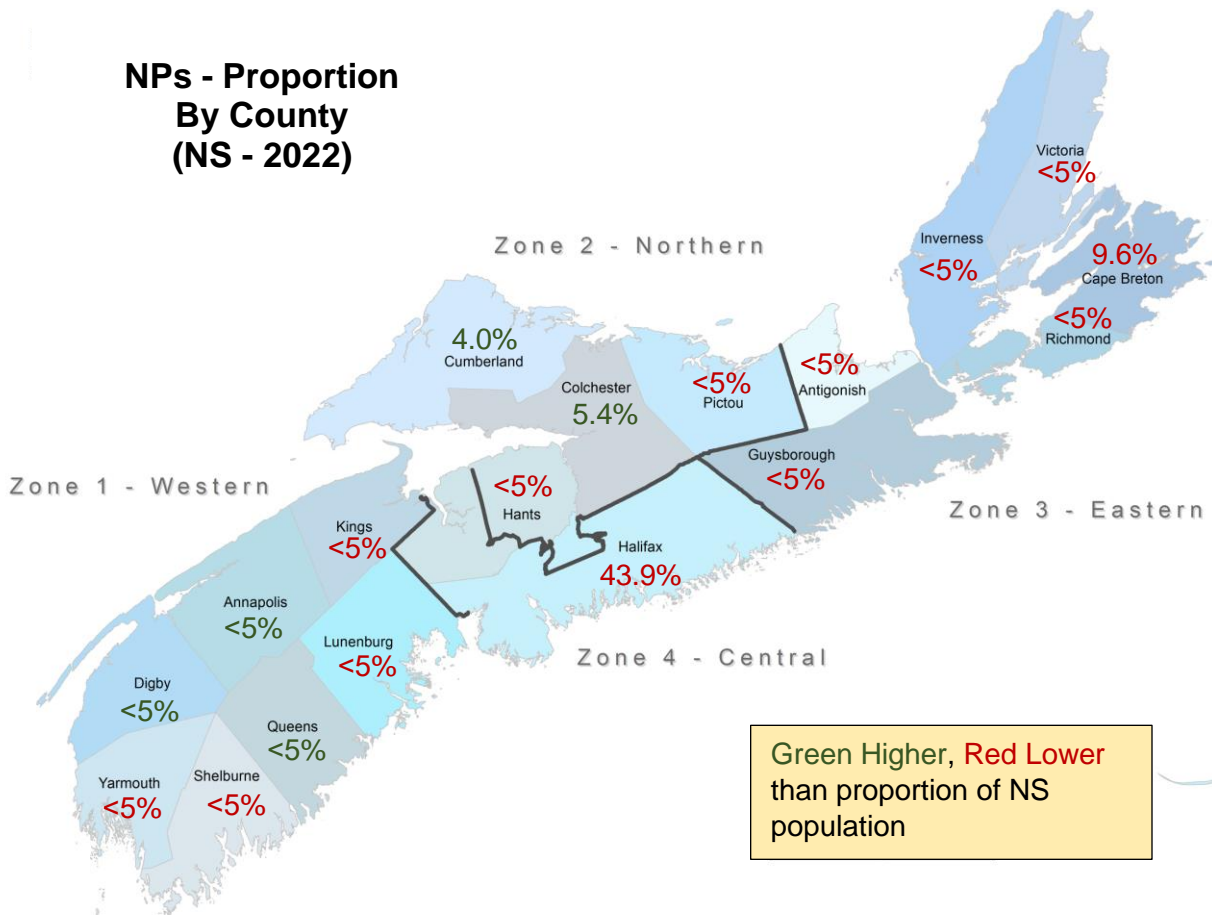 NPs - Proportion
By County
(NS - 2022)
Victoria
<5%
Zone 2 - Northern
Inverness
<5%
9.6%
Cape Breton
<5%
Richmond
4.0%
Cumberland
Colchester
5.4%
<5%
Pictou
<5%
Antigonish
Guysborough
<5%
Zone 1 - Western
<5%
Hants
Zone 3 - Eastern
Kings
<5%
Halifax
43.9%
Annapolis
<5%
Lunenburg
<5%
Zone 4 - Central
Digby
<5%
Queens
<5%
Yarmouth
<5%
Shelburne
<5%
Green Higher, Red Lower
than proportion of NS
population